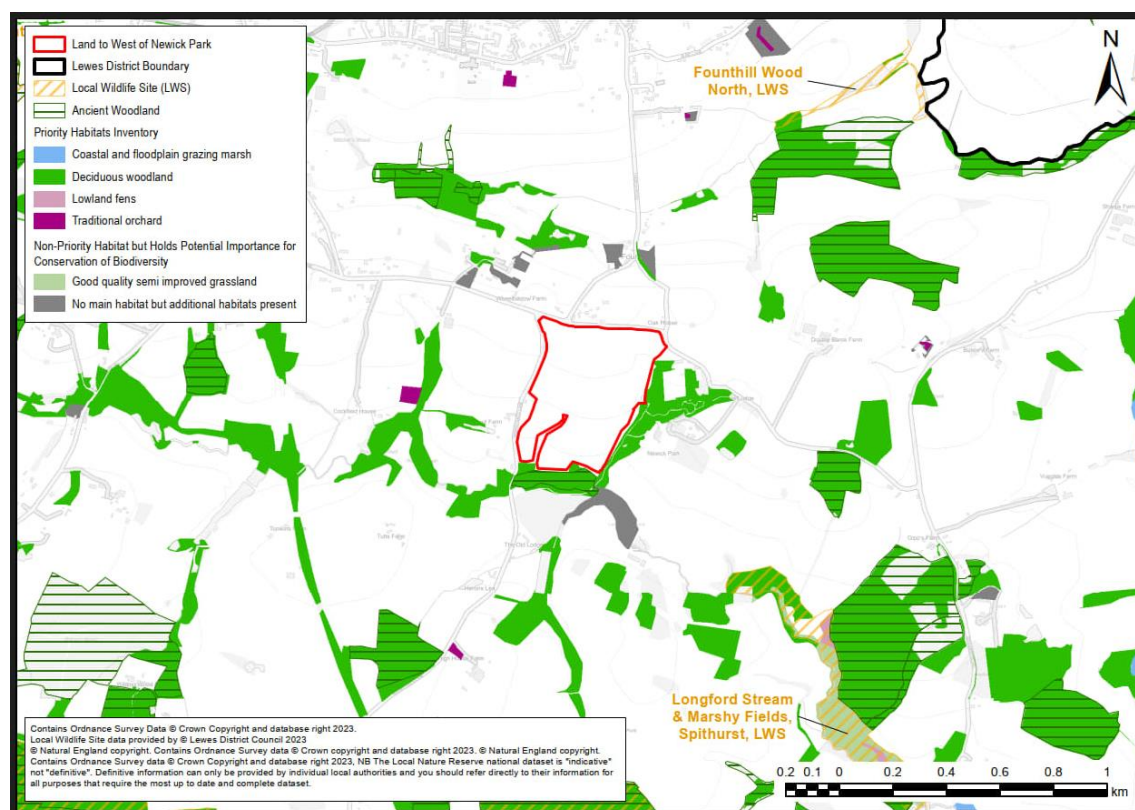 Land to West of Newick Park
Lewes District Boundary
Local Wildlife Site (LWS)
Ancient Woodland
Priority Habitats Inventory
Coastal and floodplain grazing marsh
Deciduous woodland
Lowland fens
Traditional orchard
Non-Priority Habitat but Holds Potential Importance for
Conservation of Biodiversity
Good quality semi improved grassland
No main habitat but additional habitats present
N
Founthill Wood
North, LWS
Oak House
Newick Park
The Old Lodge
Longford Stream
& Marshy Fields,
Spithurst, LWS
Contains Ordnance Survey Data © Crown Copyright and database right 2023.
Local Wildlife Site data provided by © Lewes District Council 2023
© Natural England copyright. Contains Ordnance Survey data © Crown copyright and database right 2023. © Natural England copyright.
Contains Ordnance Survey data © Crown Copyright and database right 2023, NB The Local Nature Reserve national dataset is "indicative"
not "definitive". Definitive information can only be provided by individual local authorities and you should refer directly to their information for
all purposes that require the most up to date and complete dataset.
0.2 0.1 0 0.2 0.4 0.6 0.8 1
km